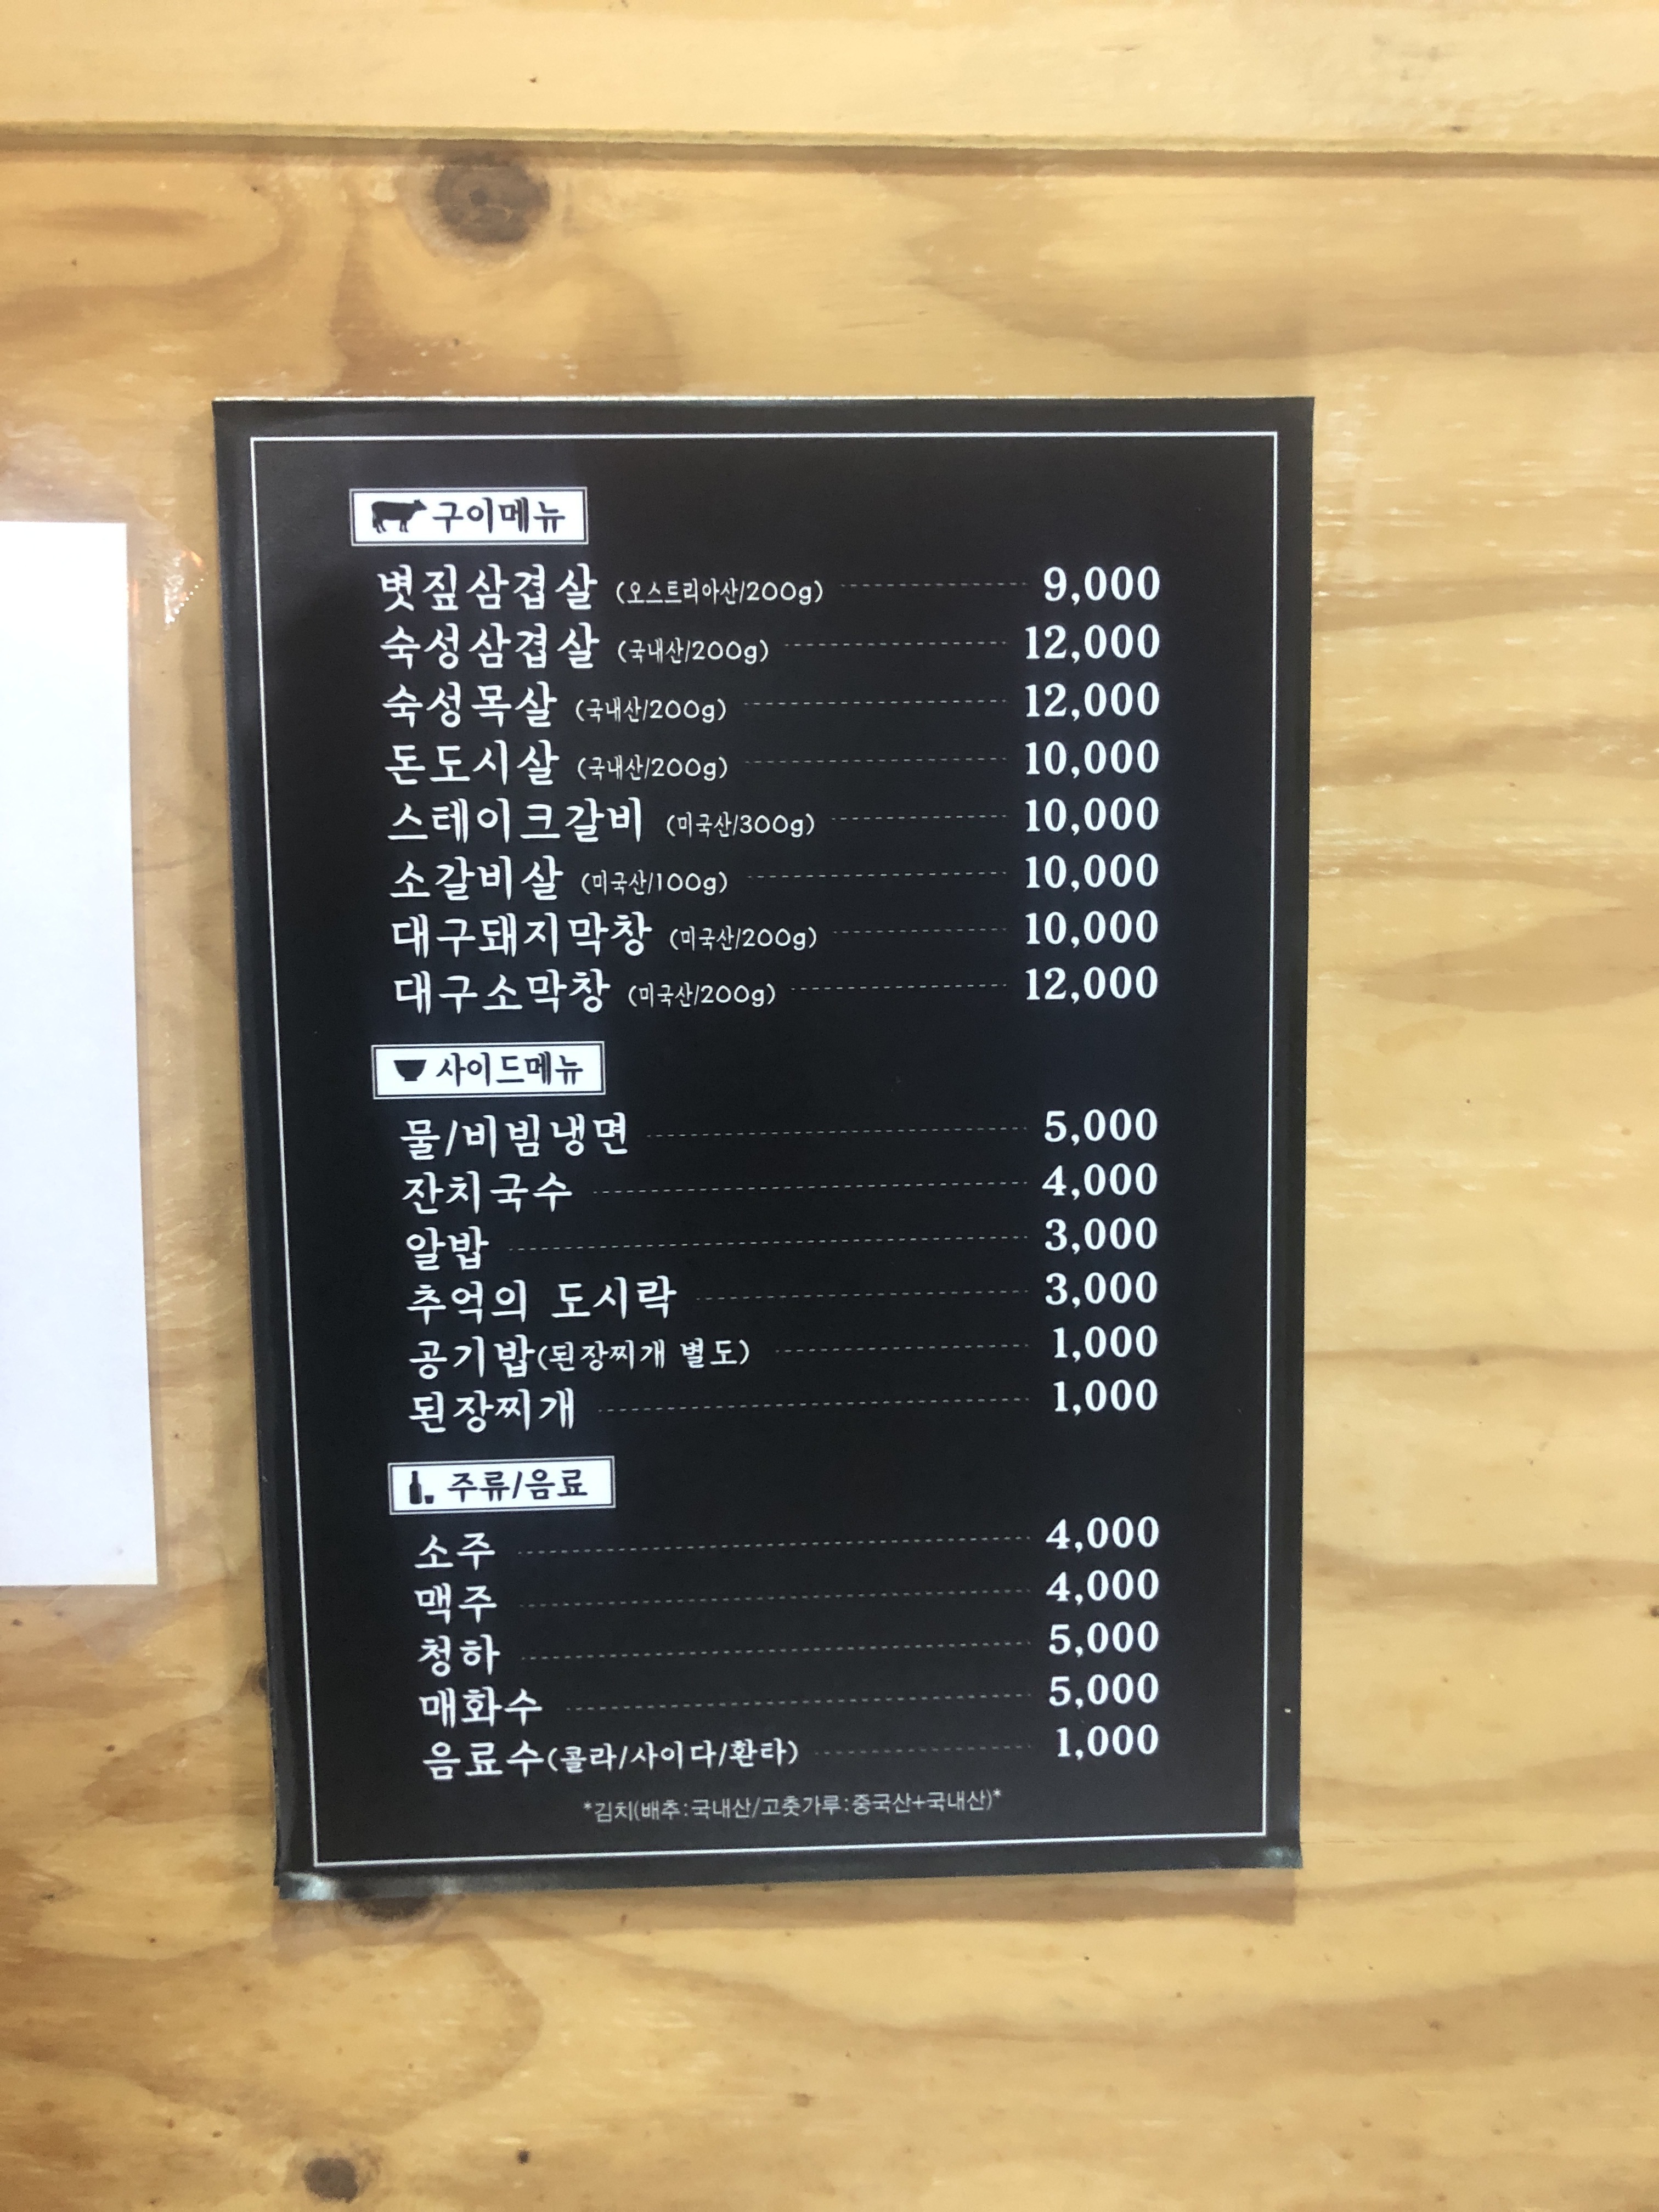 구이메뉴
볏짚삼겹살 (오스트리아산/200g) 9,000
숙성삼겹살 (국내산/200g) 12,000
숙성목살 (국내산/200g) 12,000
돈도시살 (국내산/200g) 10,000
스테이크갈비 (미국산/300g) 10,000
소갈비살 (미국산/100g) 10,000
대구돼지막창 (미국산/200g) 10,000
대구소막창 (미국산/200g) 12,000
사이드메뉴
물/비빔냉면 5,000
잔치국수 4,000
알밥 3,000
추억의 도시락 3,000
공기밥(된장찌개 별도) 1,000
된장찌개 1,000
주류/음료
소주 4,000
맥주 4,000
청하 5,000
매화수 5,000
음료수(콜라/사이다/환타) 1,000
*김치(배추:국내산/고춧가루:중국산+국내산)*